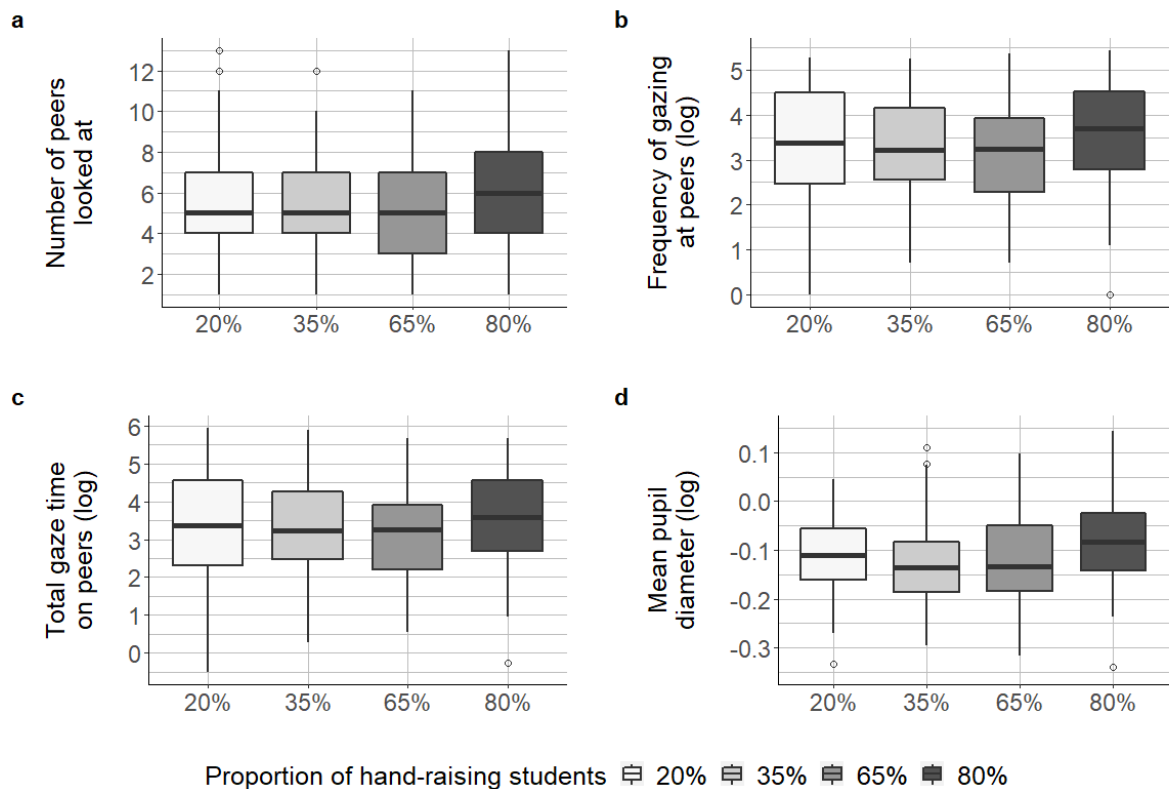 a
Number of peers
looked at
12
10
8
6
4
2
20% 35% 65% 80%
b
Frequency of gazing
at peers (log)
5
4
3
2
1
0
20% 35% 65% 80%
c
Total gaze time
on peers (log)
6
5
4
3
2
1
0
20% 35% 65% 80%
d
Mean pupil
diameter (log)
0.1
0.0
-0.1
-0.2
-0.3
20% 35% 65% 80%
Proportion of hand-raising students 20% 35% 65% 80%